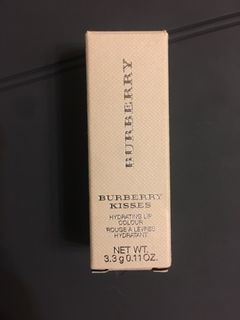 BURBERRY
BURBERRY
KISSES
HYDRATING LIP
COLOUR
ROUGE À LÈVRES
HYDRATANT
NET WT.
3.3 g 0.11 OZ.